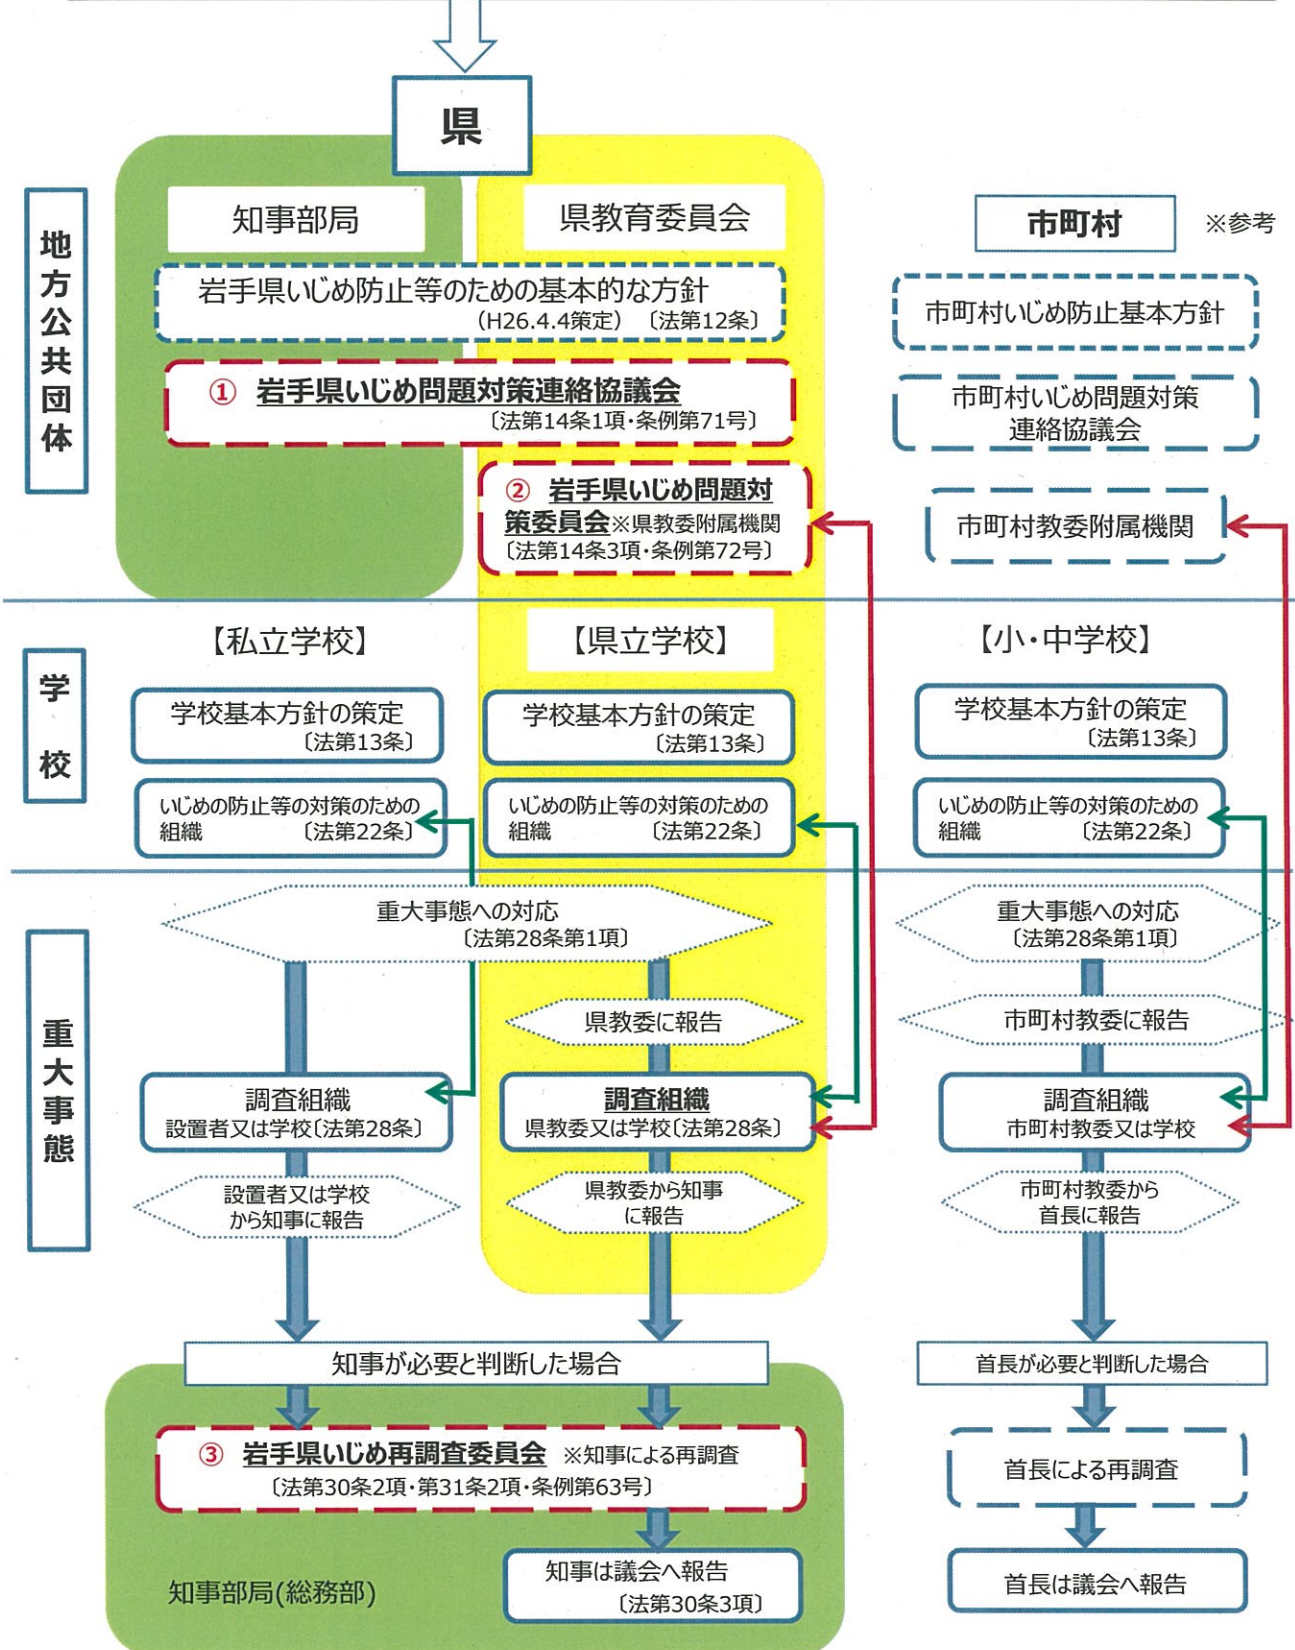 県
地方公共団体
知事部局
県教育委員会
岩手県いじめ防止等のための基本的な方針
(H26.4.4策定) 〔法第12条〕
① 岩手県いじめ問題対策連絡協議会
〔法第14条1項・条例第71号〕
② 岩手県いじめ問題対
策委員会※県教委附属機関
〔法第14条3項・条例第72号〕
市町村 ※参考
市町村いじめ防止基本方針
市町村いじめ問題対策
連絡協議会
市町村教委附属機関
学校
【私立学校】
学校基本方針の策定
〔法第13条〕
いじめの防止等の対策のための
組織 〔法第22条〕
【県立学校】
学校基本方針の策定
〔法第13条〕
いじめの防止等の対策のための
組織 〔法第22条〕
【小・中学校】
学校基本方針の策定
〔法第13条〕
いじめの防止等の対策のための
組織 〔法第22条〕
重大事態
重大事態への対応
〔法第28条第1項〕
県教委に報告
調査組織
設置者又は学校〔法第28条〕
調査組織
県教委又は学校〔法第28条〕
設置者又は学校
から知事に報告
県教委から知事
に報告
重大事態への対応
〔法第28条第1項〕
市町村教委に報告
調査組織
市町村教委又は学校
市町村教委から
首長に報告
知事が必要と判断した場合
③ 岩手県いじめ再調査委員会 ※知事による再調査
〔法第30条2項・第31条2項・条例第63号〕
知事部局(総務部)
知事は議会へ報告
〔法第30条3項〕
首長が必要と判断した場合
首長による再調査
首長は議会へ報告